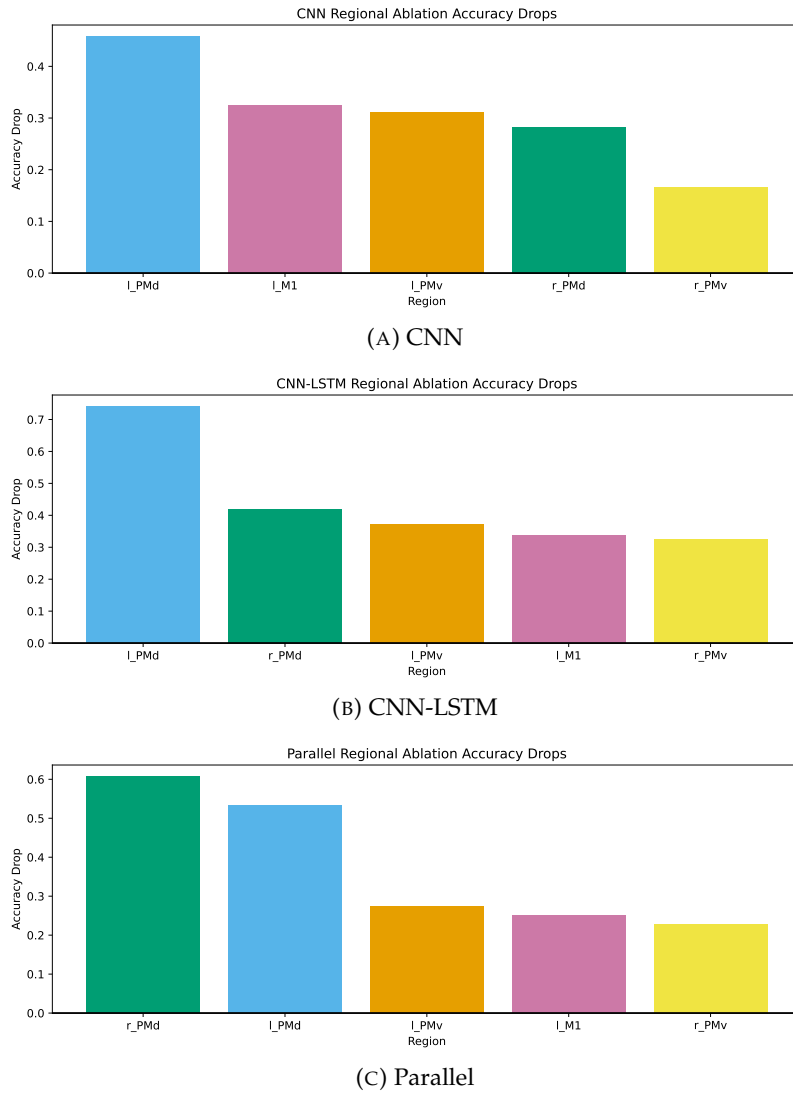 CNN Regional Ablation Accuracy Drops
Accuracy Drop
0.4
0.3
0.2
0.1
0.0
l_PMd l_M1 l_PMv r_PMd r_PMv
Region
(A) CNN
CNN-LSTM Regional Ablation Accuracy Drops
Accuracy Drop
0.7
0.6
0.5
0.4
0.3
0.2
0.1
0.0
l_PMd r_PMd l_PMv l_M1 r_PMv
Region
(B) CNN-LSTM
Parallel Regional Ablation Accuracy Drops
Accuracy Drop
0.6
0.5
0.4
0.3
0.2
0.1
0.0
r_PMd l_PMd l_PMv l_M1 r_PMv
Region
(C) Parallel